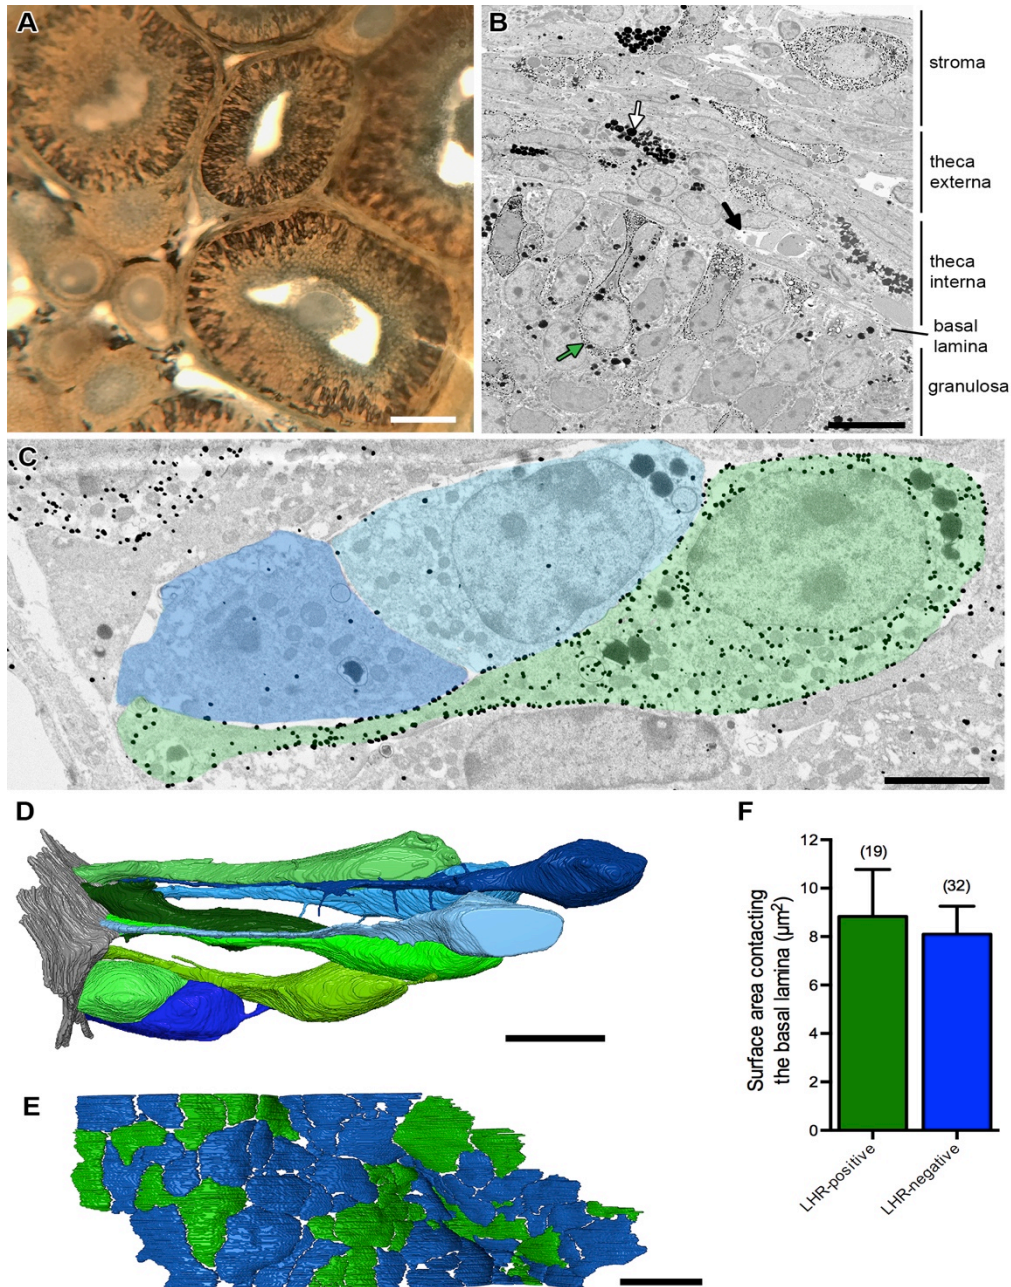 A
B
stroma
theca
externa
theca
interna
basal
lamina
granulosa
C
D
E
F
Surface area contacting
the basal lamina (µm²)
12
10
8
6
4
2
0
(19)
(32)
LHR-positive
LHR-negative